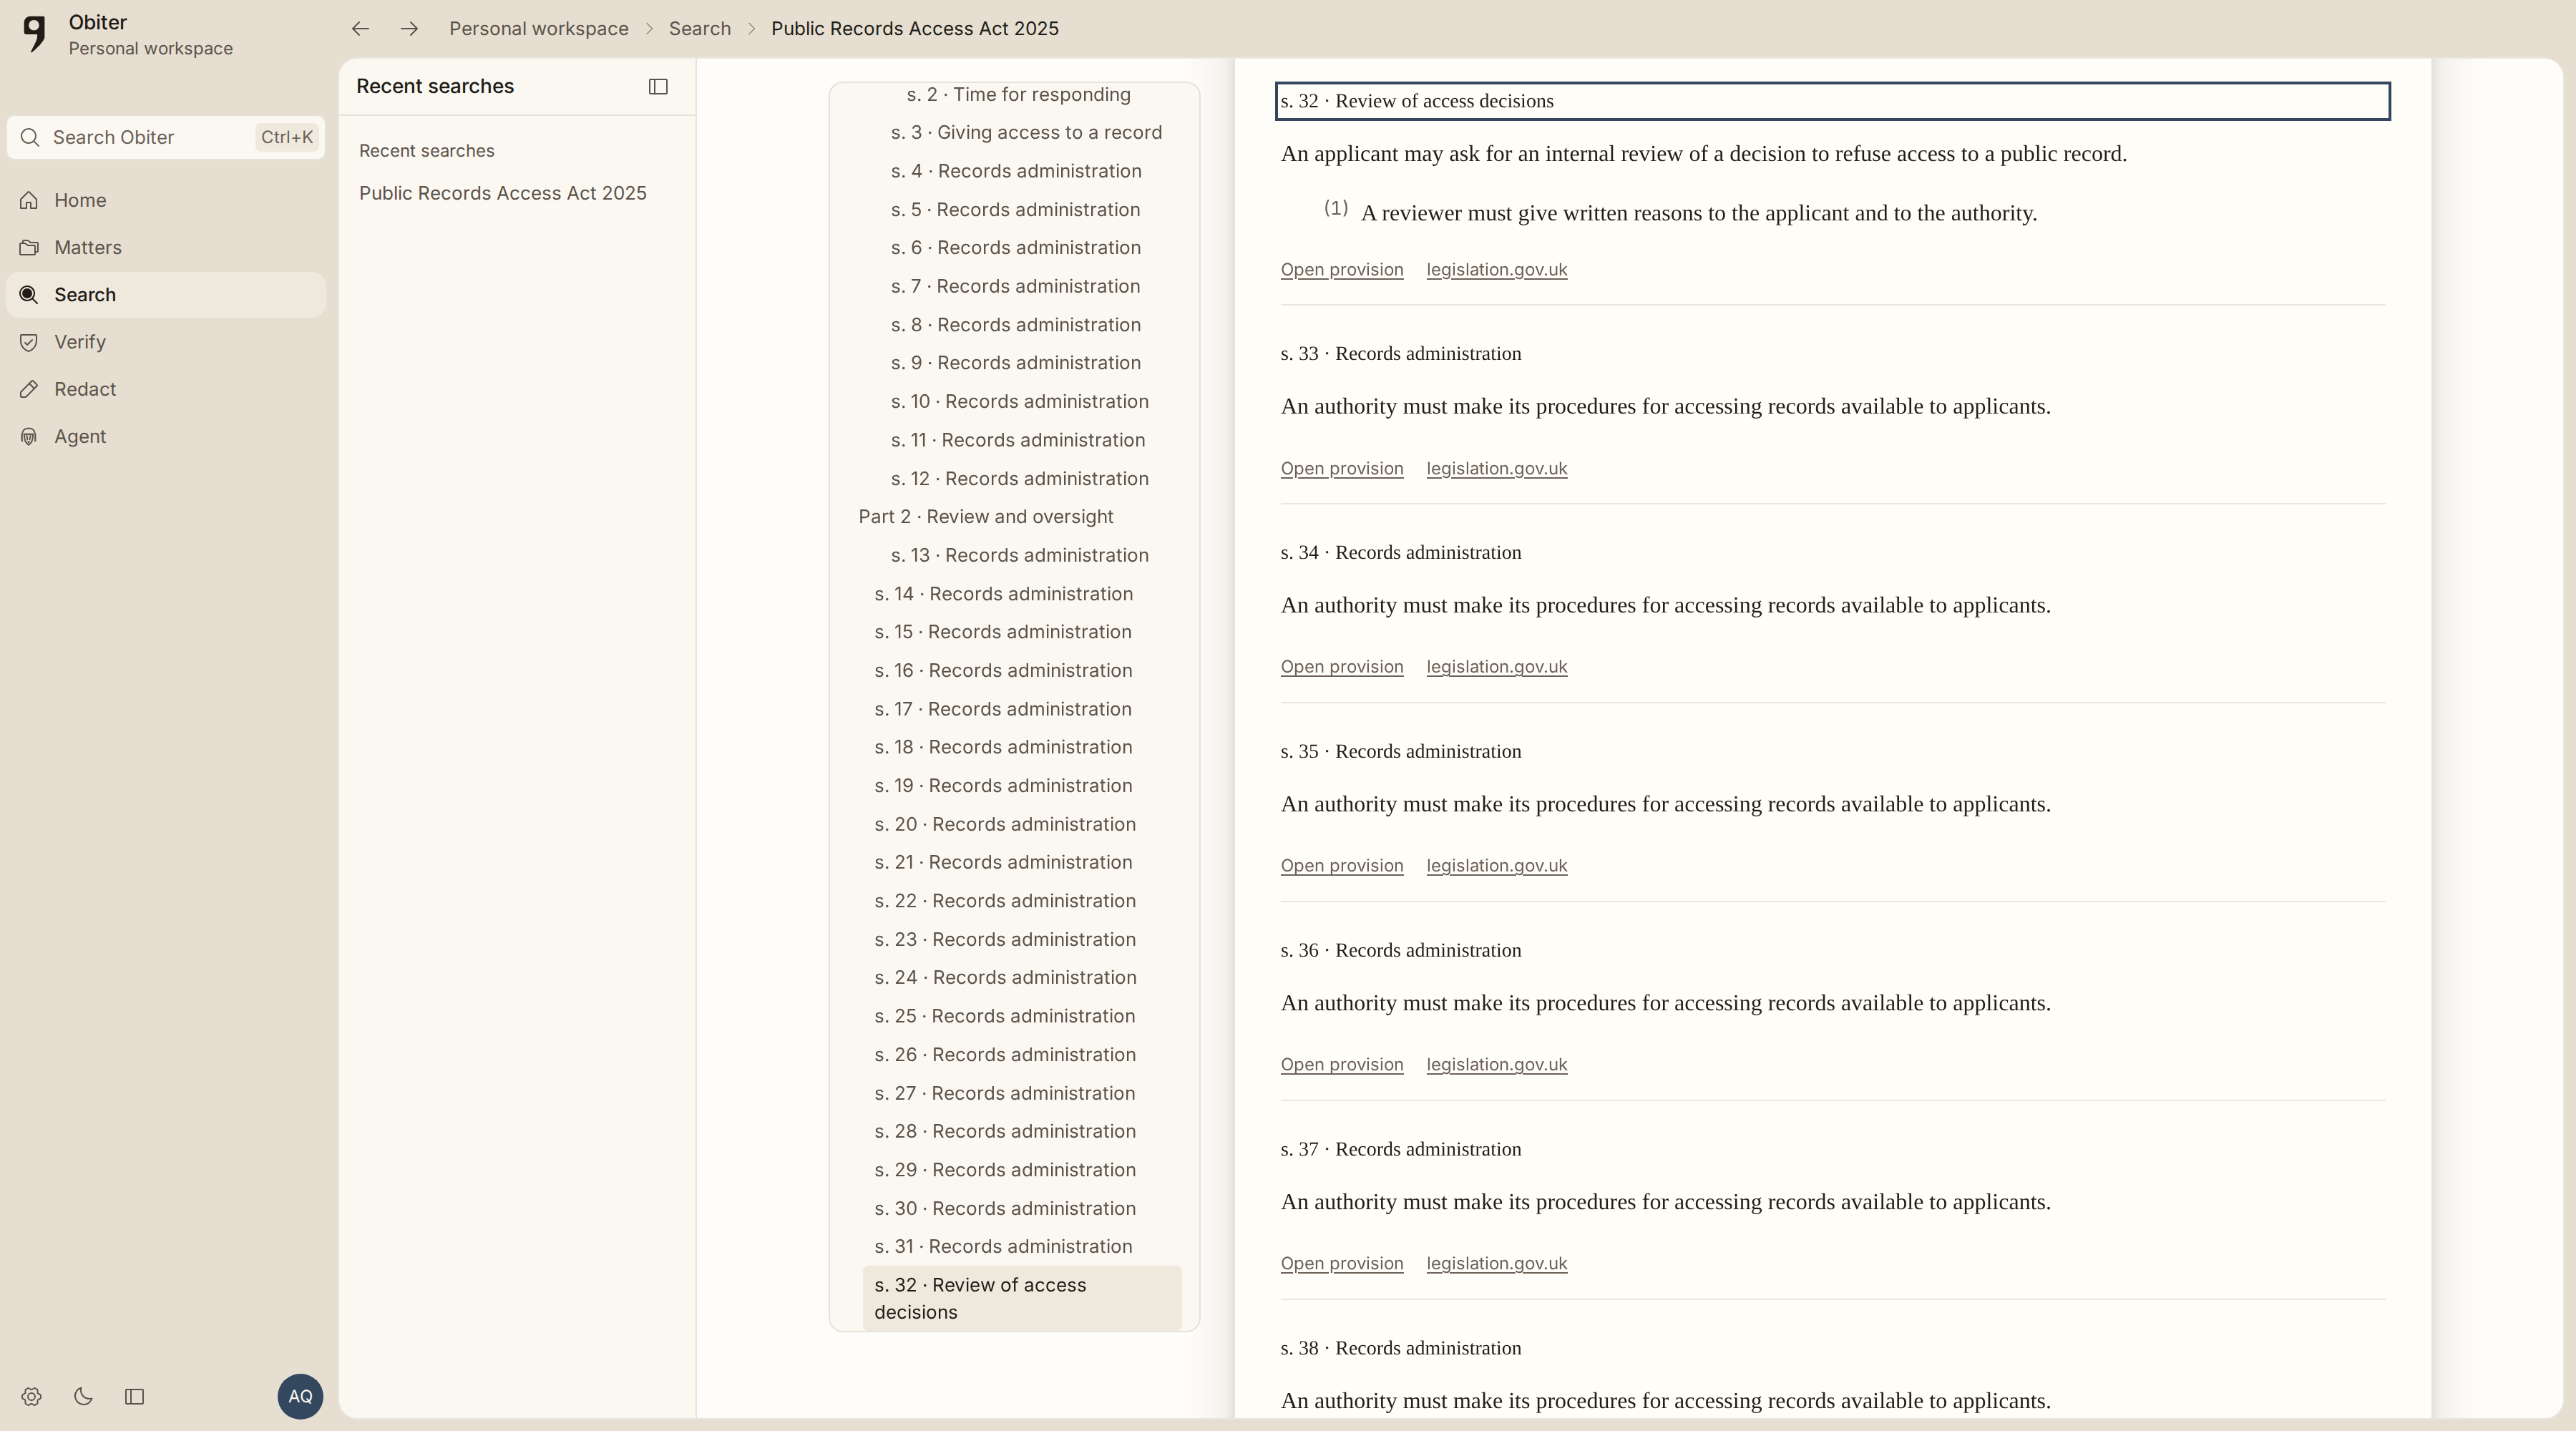 Obiter
Personal workspace
Search Obiter Ctrl+K
Home
Matters
Search
Verify
Redact
Agent
AQ
Personal workspace > Search > Public Records Access Act 2025
Recent searches
Recent searches
Public Records Access Act 2025
s. 2 · Time for responding
s. 3 · Giving access to a record
s. 4 · Records administration
s. 5 · Records administration
s. 6 · Records administration
s. 7 · Records administration
s. 8 · Records administration
s. 9 · Records administration
s. 10 · Records administration
s. 11 · Records administration
s. 12 · Records administration
Part 2 · Review and oversight
s. 13 · Records administration
s. 14 · Records administration
s. 15 · Records administration
s. 16 · Records administration
s. 17 · Records administration
s. 18 · Records administration
s. 19 · Records administration
s. 20 · Records administration
s. 21 · Records administration
s. 22 · Records administration
s. 23 · Records administration
s. 24 · Records administration
s. 25 · Records administration
s. 26 · Records administration
s. 27 · Records administration
s. 28 · Records administration
s. 29 · Records administration
s. 30 · Records administration
s. 31 · Records administration
s. 32 · Review of access
decisions
s. 32 · Review of access decisions
An applicant may ask for an internal review of a decision to refuse access to a public record.
(1) A reviewer must give written reasons to the applicant and to the authority.
Open provision legislation.gov.uk
s. 33 · Records administration
An authority must make its procedures for accessing records available to applicants.
Open provision legislation.gov.uk
s. 34 · Records administration
An authority must make its procedures for accessing records available to applicants.
Open provision legislation.gov.uk
s. 35 · Records administration
An authority must make its procedures for accessing records available to applicants.
Open provision legislation.gov.uk
s. 36 · Records administration
An authority must make its procedures for accessing records available to applicants.
Open provision legislation.gov.uk
s. 37 · Records administration
An authority must make its procedures for accessing records available to applicants.
Open provision legislation.gov.uk
s. 38 · Records administration
An authority must make its procedures for accessing records available to applicants.